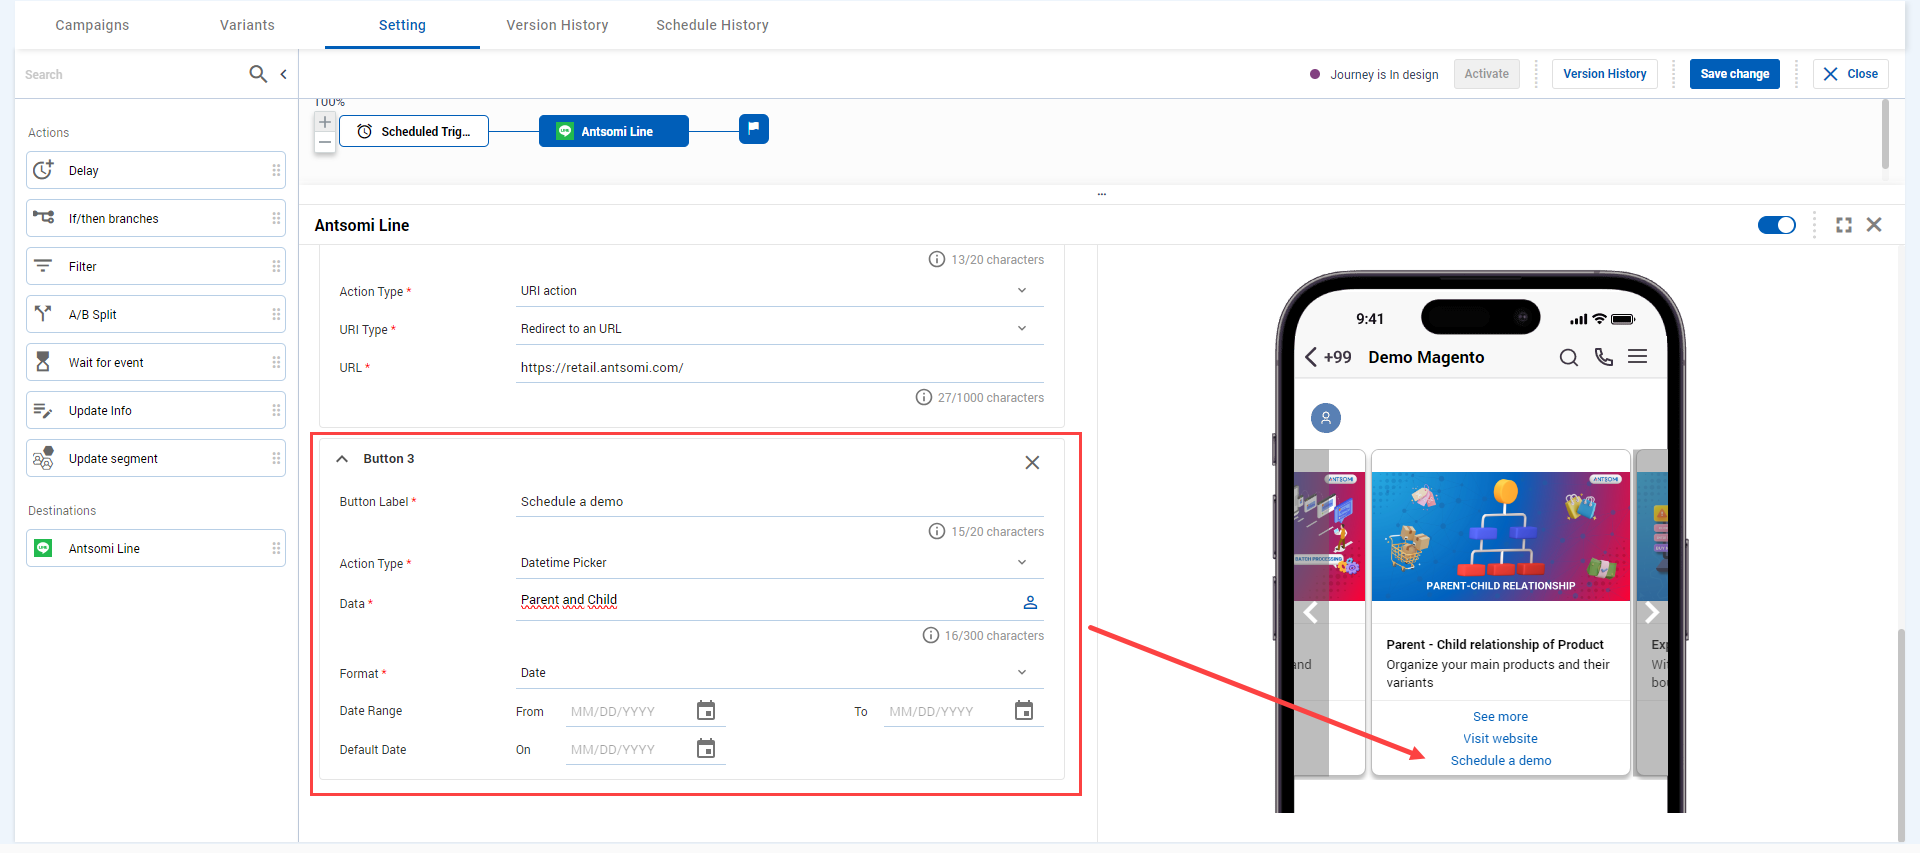 Campaigns
Variants
Setting
Version History
Schedule History
Search
Journey is In design
Activate
Version History
Save change
Close
100%
Scheduled Trig...
Antsomi Line
Actions
Delay
If/then branches
Filter
A/B Split
Wait for event
Update Info
Update segment
Destinations
Antsomi Line
...
Antsomi Line
13/20 characters
Action Type *
URI action
URI Type *
Redirect to an URL
URL *
https://retail.antsomi.com/
27/1000 characters
Button 3
Button Label *
Schedule a demo
15/20 characters
Action Type *
Datetime Picker
Data *
Parent and Child
16/300 characters
Format *
Date
Date Range
From
MM/DD/YYYY
To
MM/DD/YYYY
Default Date
On
MM/DD/YYYY
9:41
+99
Demo Magento
ANTSOMI
BATCH PROCESSING
and
ANTSOMI
PARENT-CHILD RELATIONSHIP
Parent - Child relationship of Product
Organize your main products and their
variants
See more
Visit website
Schedule a demo